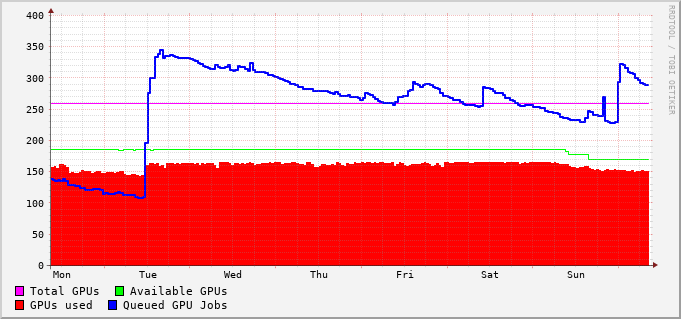 400
350
300
250
200
150
100
50
0
Mon Tue Wed Thu Fri Sat Sun
RRDTOOL / TOBI OETIKER
Total GPUs Available GPUs
GPUs used Queued GPU Jobs